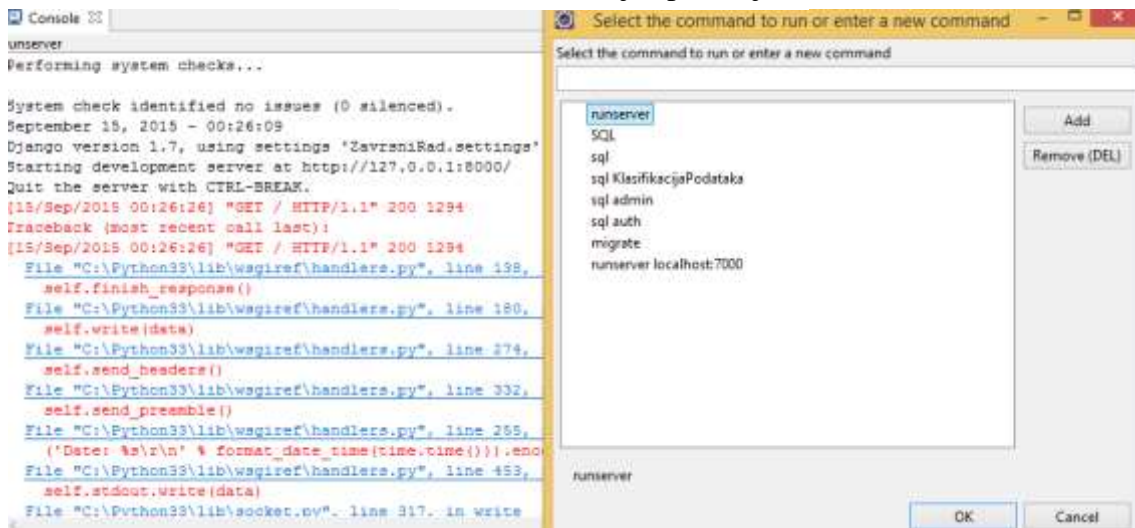 Console
runserver
Performing system checks...
System check identified no issues (0 silenced).
September 15, 2015 - 00:26:09
Django version 1.7, using settings 'ZavrsniRad.settings'
Starting development server at http://127.0.0.1:8000/
Quit the server with CTRL-BREAK.
[15/Sep/2015 00:26:26] "GET / HTTP/1.1" 200 1294
Traceback (most recent call last):
[15/Sep/2015 00:26:26] "GET / HTTP/1.1" 200 1294
File "C:\Python33\lib\wsgiref\handlers.py", line 138,
self.finish_response()
File "C:\Python33\lib\wsgiref\handlers.py", line 180,
self.write(data)
File "C:\Python33\lib\wsgiref\handlers.py", line 274,
self.send_headers()
File "C:\Python33\lib\wsgiref\handlers.py", line 332,
self.send_preamble()
File "C:\Python33\lib\wsgiref\handlers.py", line 255,
('Date: %s\r\n' % format_date_time(time.time())).enco
File "C:\Python33\lib\wsgiref\handlers.py", line 453,
self.stdout.write(data)
File "C:\Python33\lib\socket.py", line 317, in write
Select the command to run or enter a new command
Select the command to run or enter a new command
runserver
SQL
sql
sql KlasifikacijaPodataka
sql admin
sql auth
migrate
runserver localhost:7000
Add
Remove (DEL)
runserver
OK
Cancel